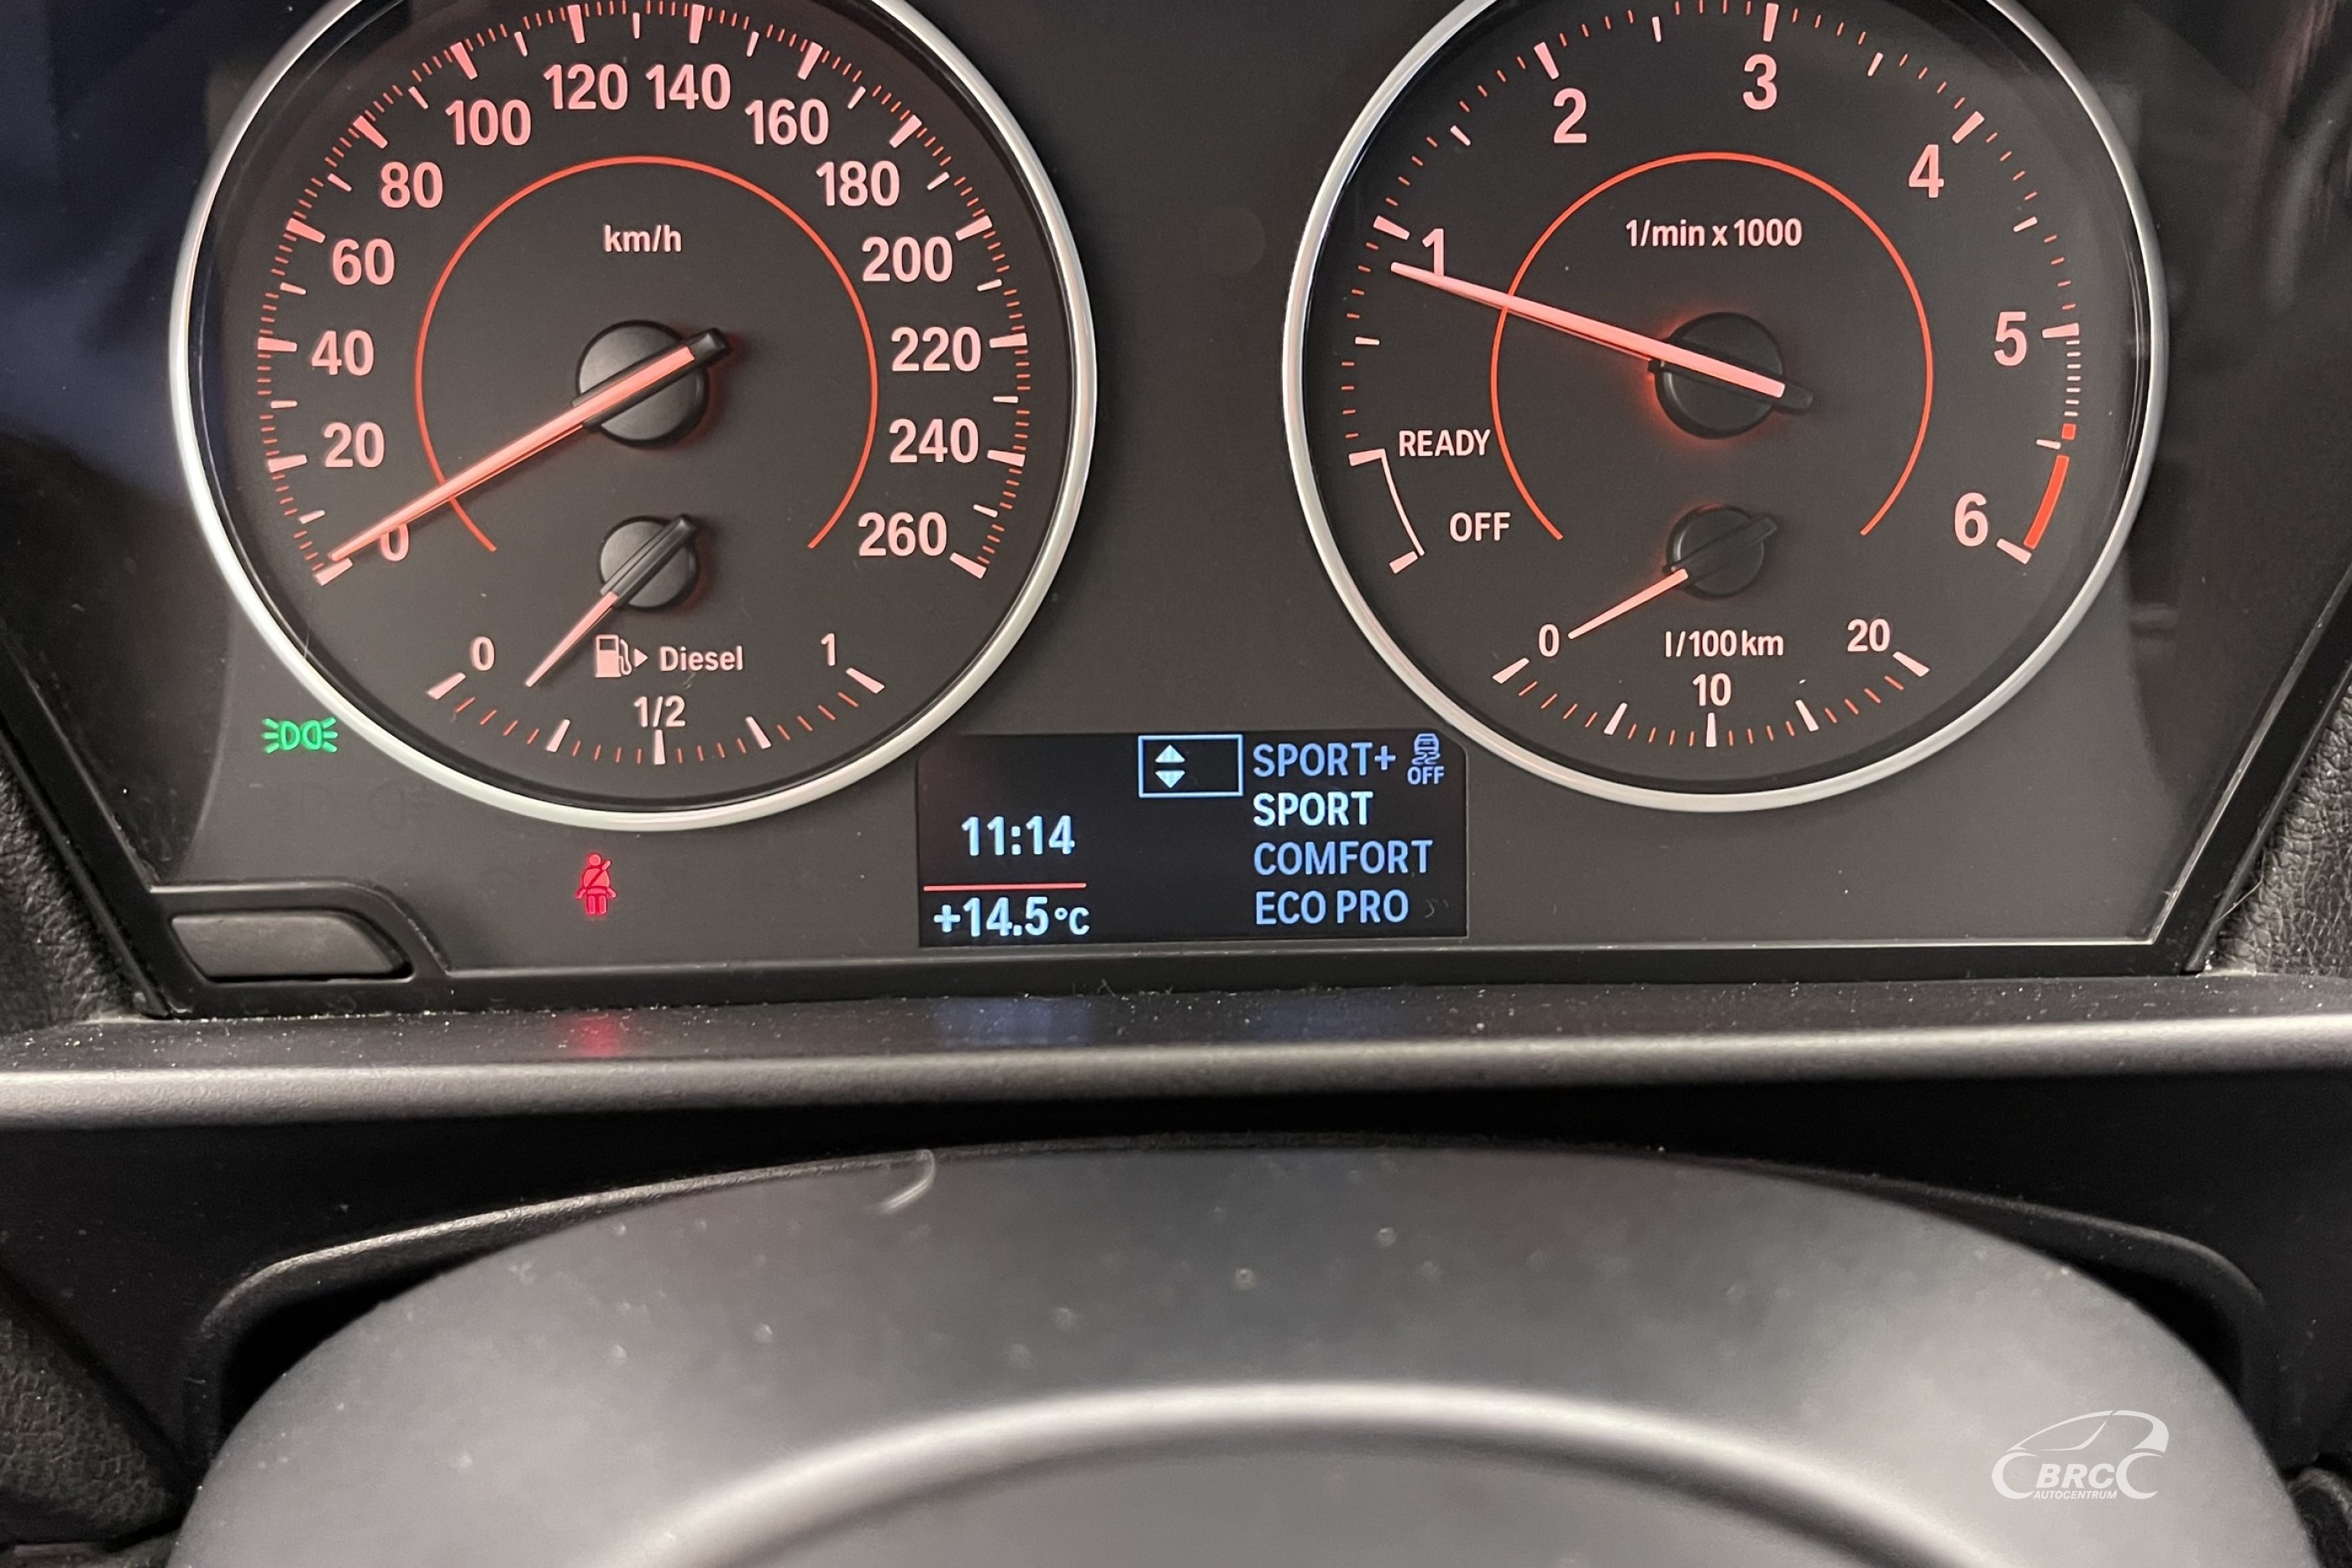 120 140
100 160
80 180
60 200
40 220
20 240
0 260
km/h
0 Diesel 1
1/2
3
2 4
1 5
6
1/min x 1000
READY
OFF
0 l/100 km 20
10
SPORT+ OFF
SPORT
COMFORT
ECO PRO
11:14
+14.5°C
BRC
AUTOCENTRUM